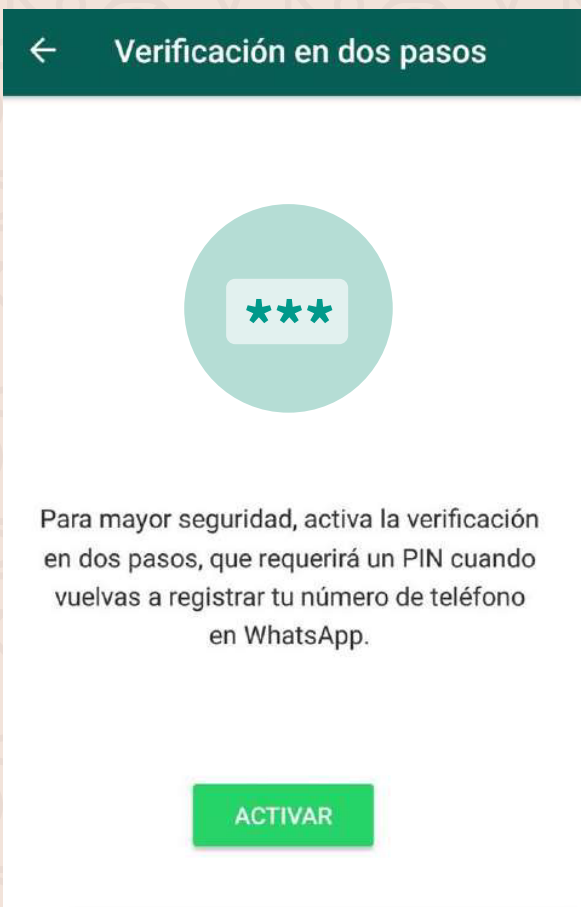 Verificación en dos pasos
***
Para mayor seguridad, activa la verificación
en dos pasos, que requerirá un PIN cuando
vuelvas a registrar tu número de teléfono
en WhatsApp.
ACTIVAR